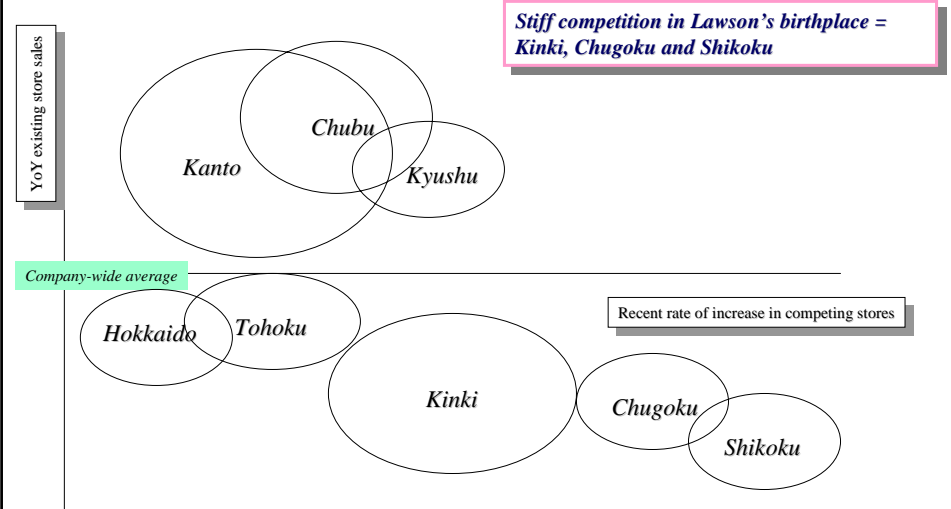 Stiff competition in Lawson's birthplace =
Kinki, Chugoku and Shikoku
YoY existing store sales
Chubu
Kanto
Kyushu
Company-wide average
Recent rate of increase in competing stores
Hokkaido
Tohoku
Kinki
Chugoku
Shikoku